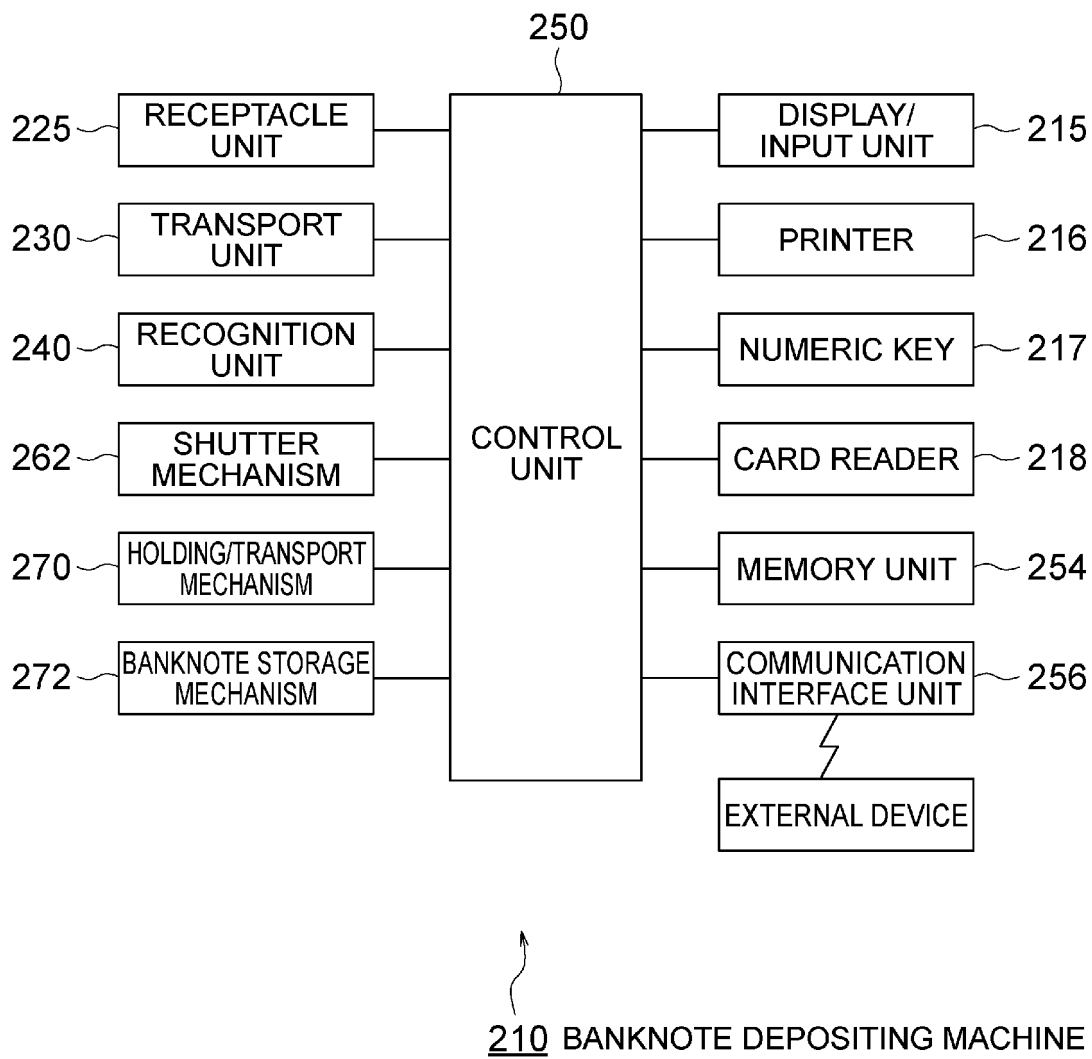 250
225
RECEPTACLE
UNIT
230
TRANSPORT
UNIT
240
RECOGNITION
UNIT
262
SHUTTER
MECHANISM
270
HOLDING/TRANSPORT
MECHANISM
272
BANKNOTE STORAGE
MECHANISM
CONTROL
UNIT
DISPLAY/
INPUT UNIT
215
PRINTER
216
NUMERIC KEY
217
CARD READER
218
MEMORY UNIT
254
COMMUNICATION
INTERFACE UNIT
256
EXTERNAL DEVICE
210 BANKNOTE DEPOSITING MACHINE